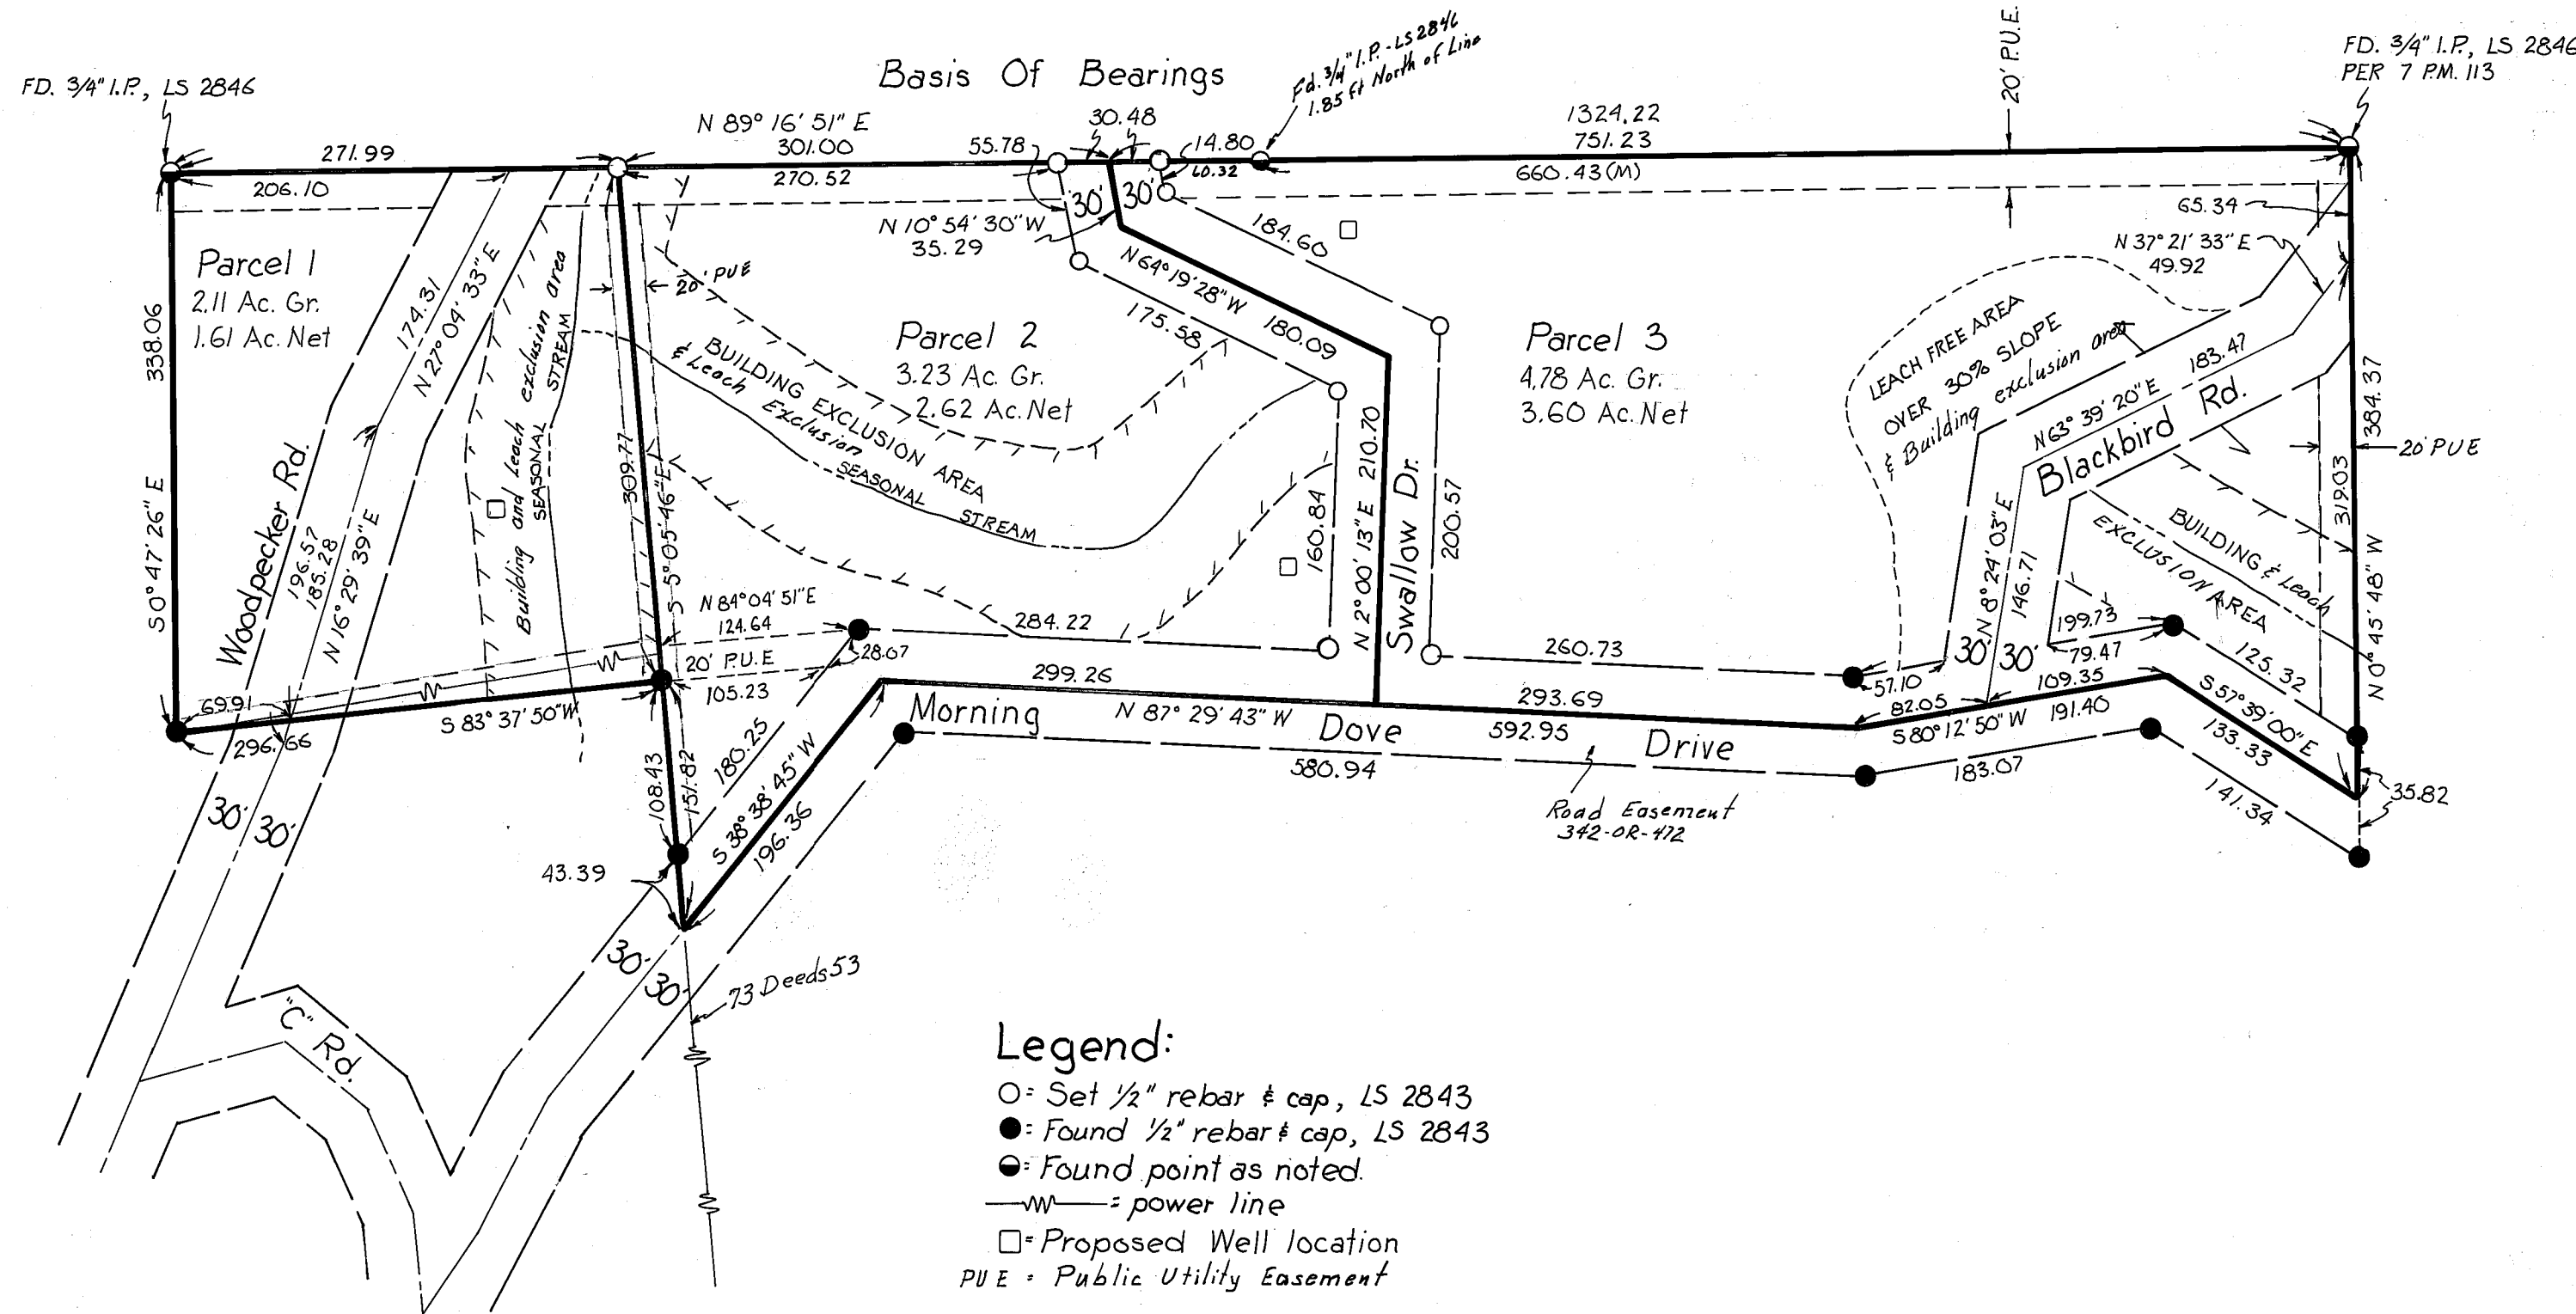 FD. 3/4" I.P., LS 2846
Basis Of Bearings
Fd. 3/4" I.P. - LS 2846
1.85 ft North of Line
20' P.U.E.
FD. 3/4" I.P., LS 2846
PER 7 P.M. 113
N 89° 16' 51" E
301.00
271.99
206.10
270.52
55.78
30.48
14.80
60.32
1324.22
751.23
660.43 (M)
30' 30'
N 10° 54' 30" W
35.29
184.60
65.34
N 37° 21' 33" E
49.92
Parcel 1
2.11 Ac. Gr.
1.61 Ac. Net
338.06
S 0° 47' 26" E
Woodpecker Rd.
174.31
N 27° 04' 33" E
196.57
185.28
N 16° 29' 39" E
Building and Leach exclusion area
SEASONAL STREAM
20' PUE
309.77
S 5° 05' 46" E
Parcel 2
3.23 Ac. Gr.
2.62 Ac. Net
BUILDING EXCLUSION AREA
& Leach Exclusion
SEASONAL STREAM
N 64° 19' 28" W 180.09
175.58
160.84
N 2° 00' 13" E 210.70
Swallow Dr.
200.57
Parcel 3
4.78 Ac. Gr.
3.60 Ac. Net
LEACH FREE AREA
OVER 30% SLOPE
& Building exclusion area
183.47
N 63° 39' 20" E
Blackbird Rd.
384.37
20' PUE
319.03
N 0° 45' 48" W
N 8° 24' 03" E
146.71
BUILDING & Leach
EXCLUSION AREA
N 84° 04' 51" E
124.64
20' P.U.E
28.07
105.23
284.22
260.73
30' 30'
199.73
79.47
125.32
57.10
82.05
109.35
S 80° 12' 50" W 191.40
S 57° 39' 00" E
133.33
69.91
296.66
S 83° 37' 50" W
299.26
293.69
Morning Dove Drive
N 87° 29' 43" W
592.95
580.94
183.07
141.34
35.82
Road Easement
342-OR-472
108.43
151.82
180.25
S 38° 38' 45" W
196.36
43.39
30' 30'
30' 30'
73 Deeds 53
"C" Rd.
Legend:
○ = Set 1/2" rebar & cap, LS 2843
● = Found 1/2" rebar & cap, LS 2843
= Found point as noted.
= power line
□ = Proposed Well location
PUE = Public Utility Easement